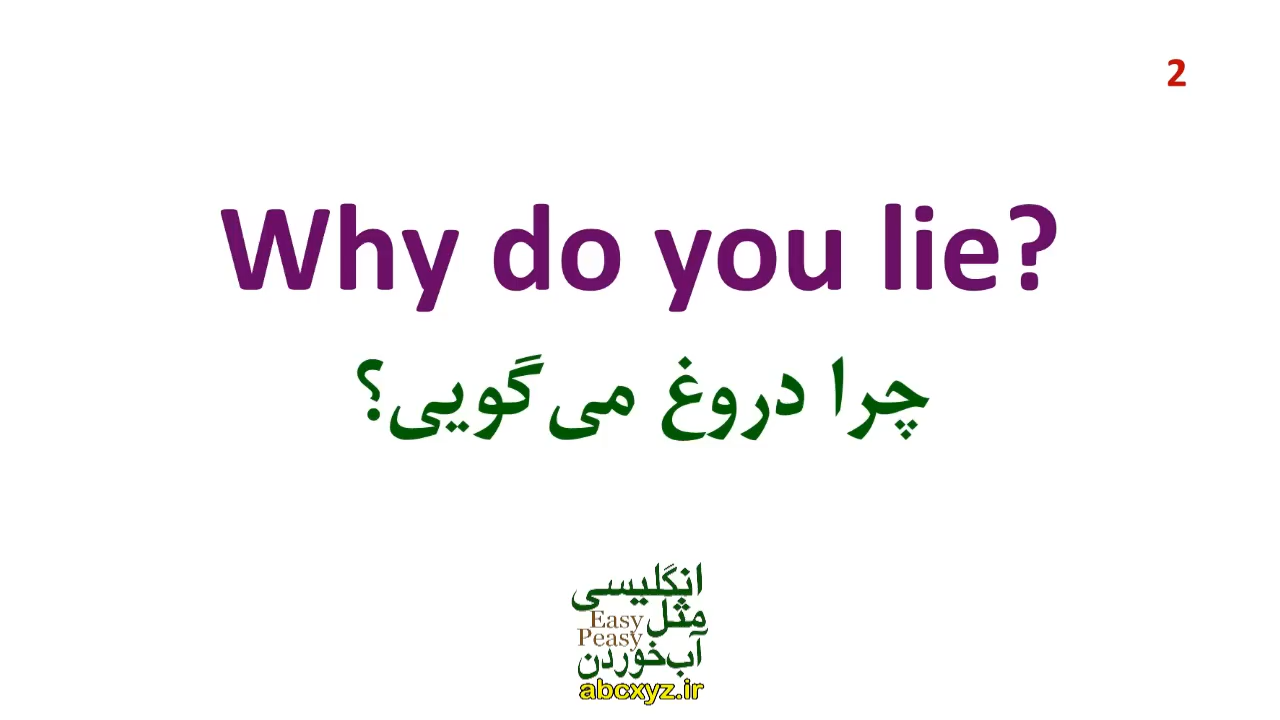 2
Why do you lie?
چرا دروغ می‌گویی؟
انگلیسی
مثل
Easy
Peasy
آب‌خوردن
abcxyz.ir